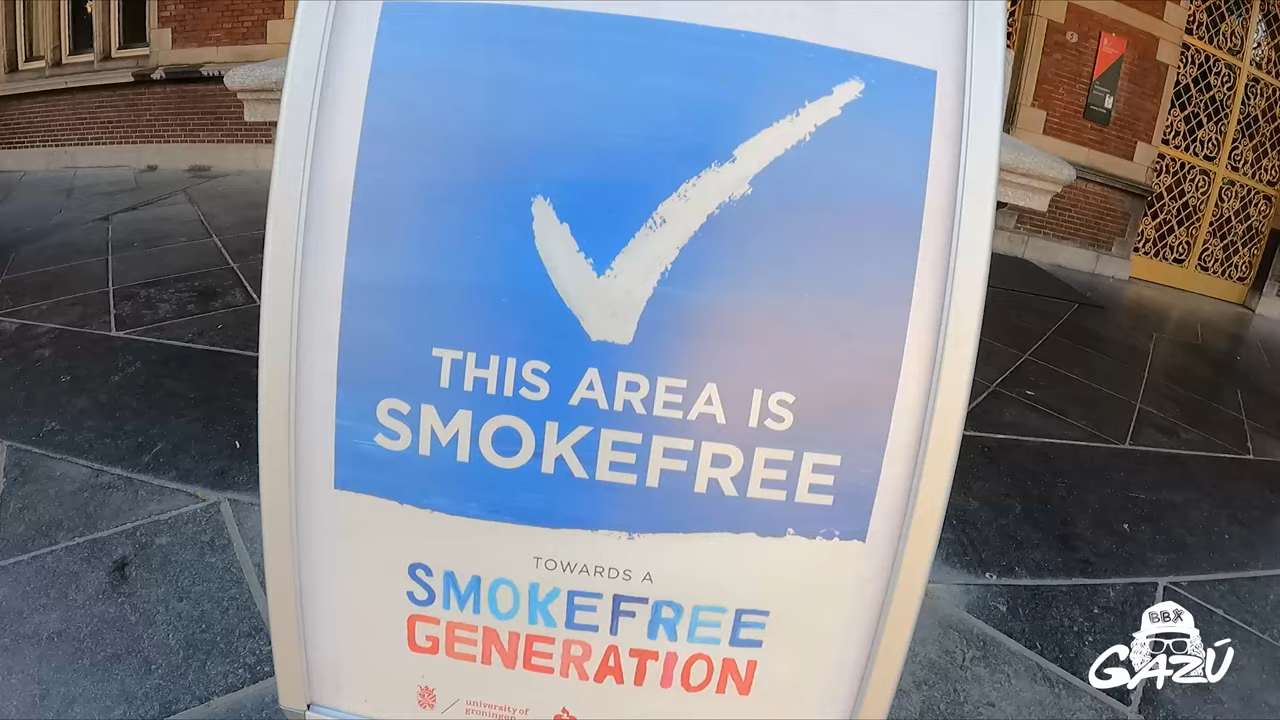 THIS AREA IS
SMOKEFREE
TOWARDS A
SMOKEFREE
GENERATION
university of
groningen
BBX
GAZÚ